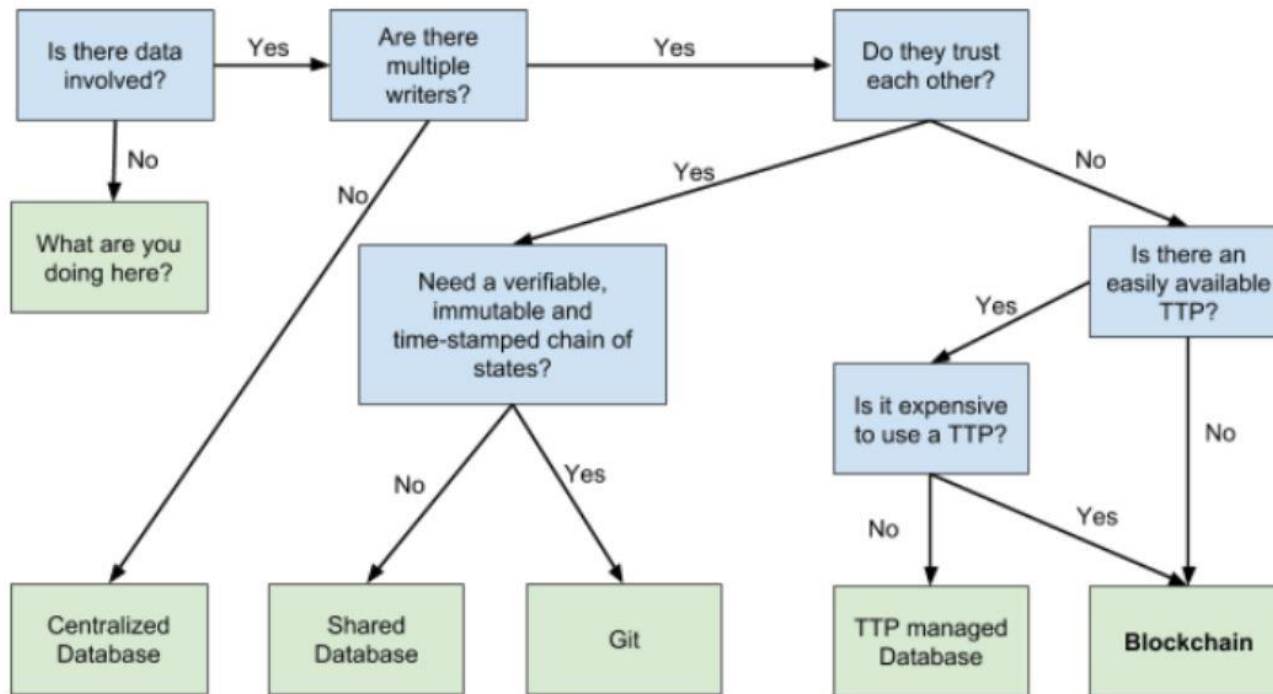 Is there data
involved?
Yes
Are there
multiple
writers?
Yes
Do they trust
each other?
No
No
Yes
No
What are you
doing here?
Need a verifiable,
immutable and
time-stamped chain of
states?
Is there an
easily available
TTP?
Yes
Is it expensive
to use a TTP?
No
No
Yes
No
Yes
Centralized
Database
Shared
Database
Git
TTP managed
Database
Blockchain